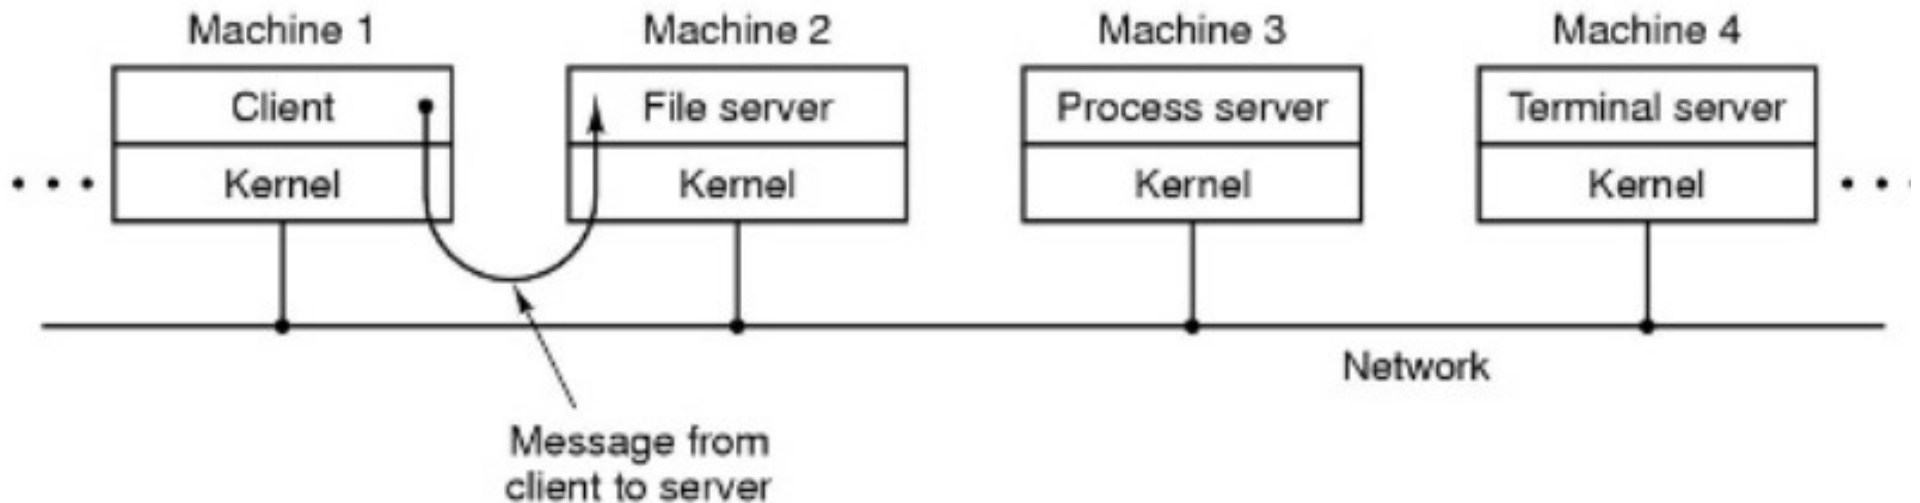 Machine 1
Machine 2
Machine 3
Machine 4
Client
File server
Process server
Terminal server
Kernel
Kernel
Kernel
Kernel
Network
Message from
client to server